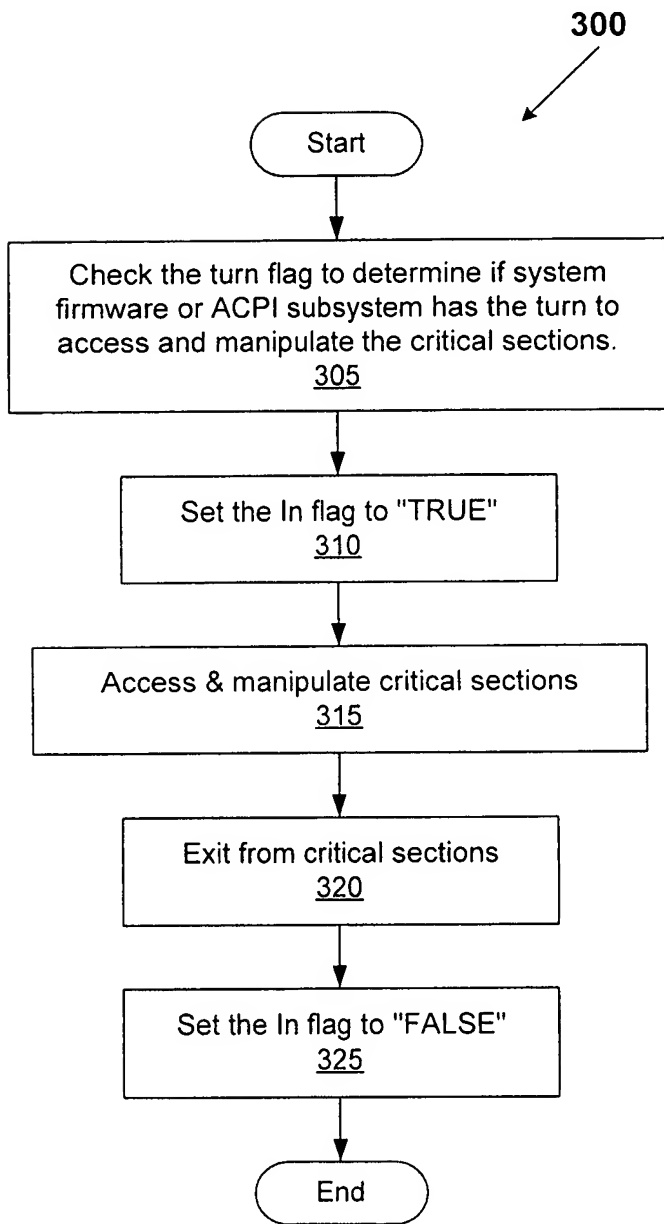 300
Start
Check the turn flag to determine if system
firmware or ACPI subsystem has the turn to
access and manipulate the critical sections.
305
Set the In flag to "TRUE"
310
Access & manipulate critical sections
315
Exit from critical sections
320
Set the In flag to "FALSE"
325
End